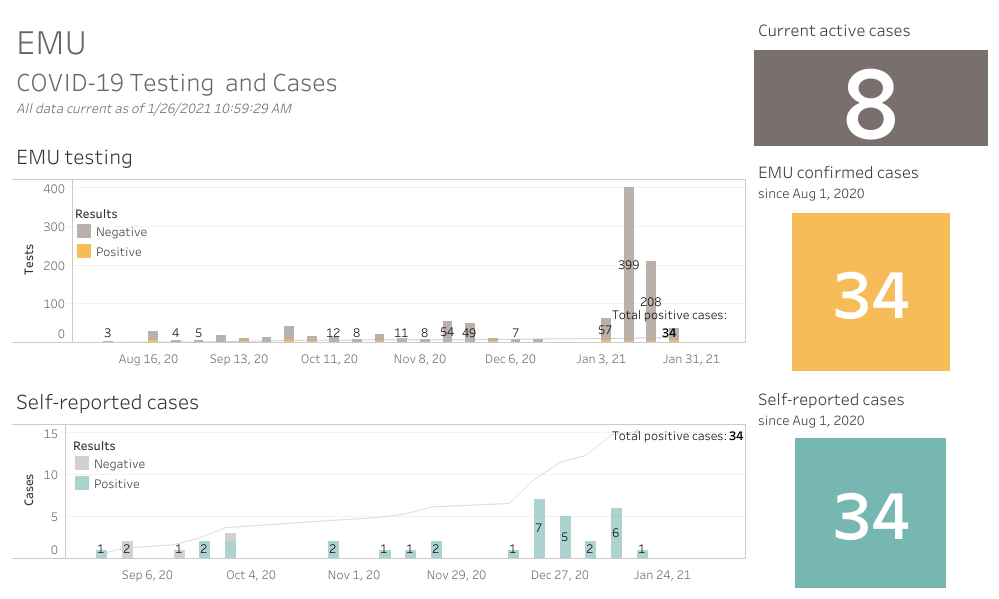 EMU
COVID-19 Testing and Cases
All data current as of 1/26/2021 10:59:29 AM
Current active cases
8
EMU testing
EMU confirmed cases
since Aug 1, 2020
34
Tests
400
300
200
100
0
Results
Negative
Positive
3 4 5 12 8 11 8 54 49 7 57 399 208
Total positive cases:
34
Aug 16, 20 Sep 13, 20 Oct 11, 20 Nov 8, 20 Dec 6, 20 Jan 3, 21 Jan 31, 21
Self-reported cases
Self-reported cases
since Aug 1, 2020
34
Cases
15
10
5
0
Results
Negative
Positive
Total positive cases: 34
1 2 1 2 2 1 1 2 1 7 5 2 6 1
Sep 6, 20 Oct 4, 20 Nov 1, 20 Nov 29, 20 Dec 27, 20 Jan 24, 21